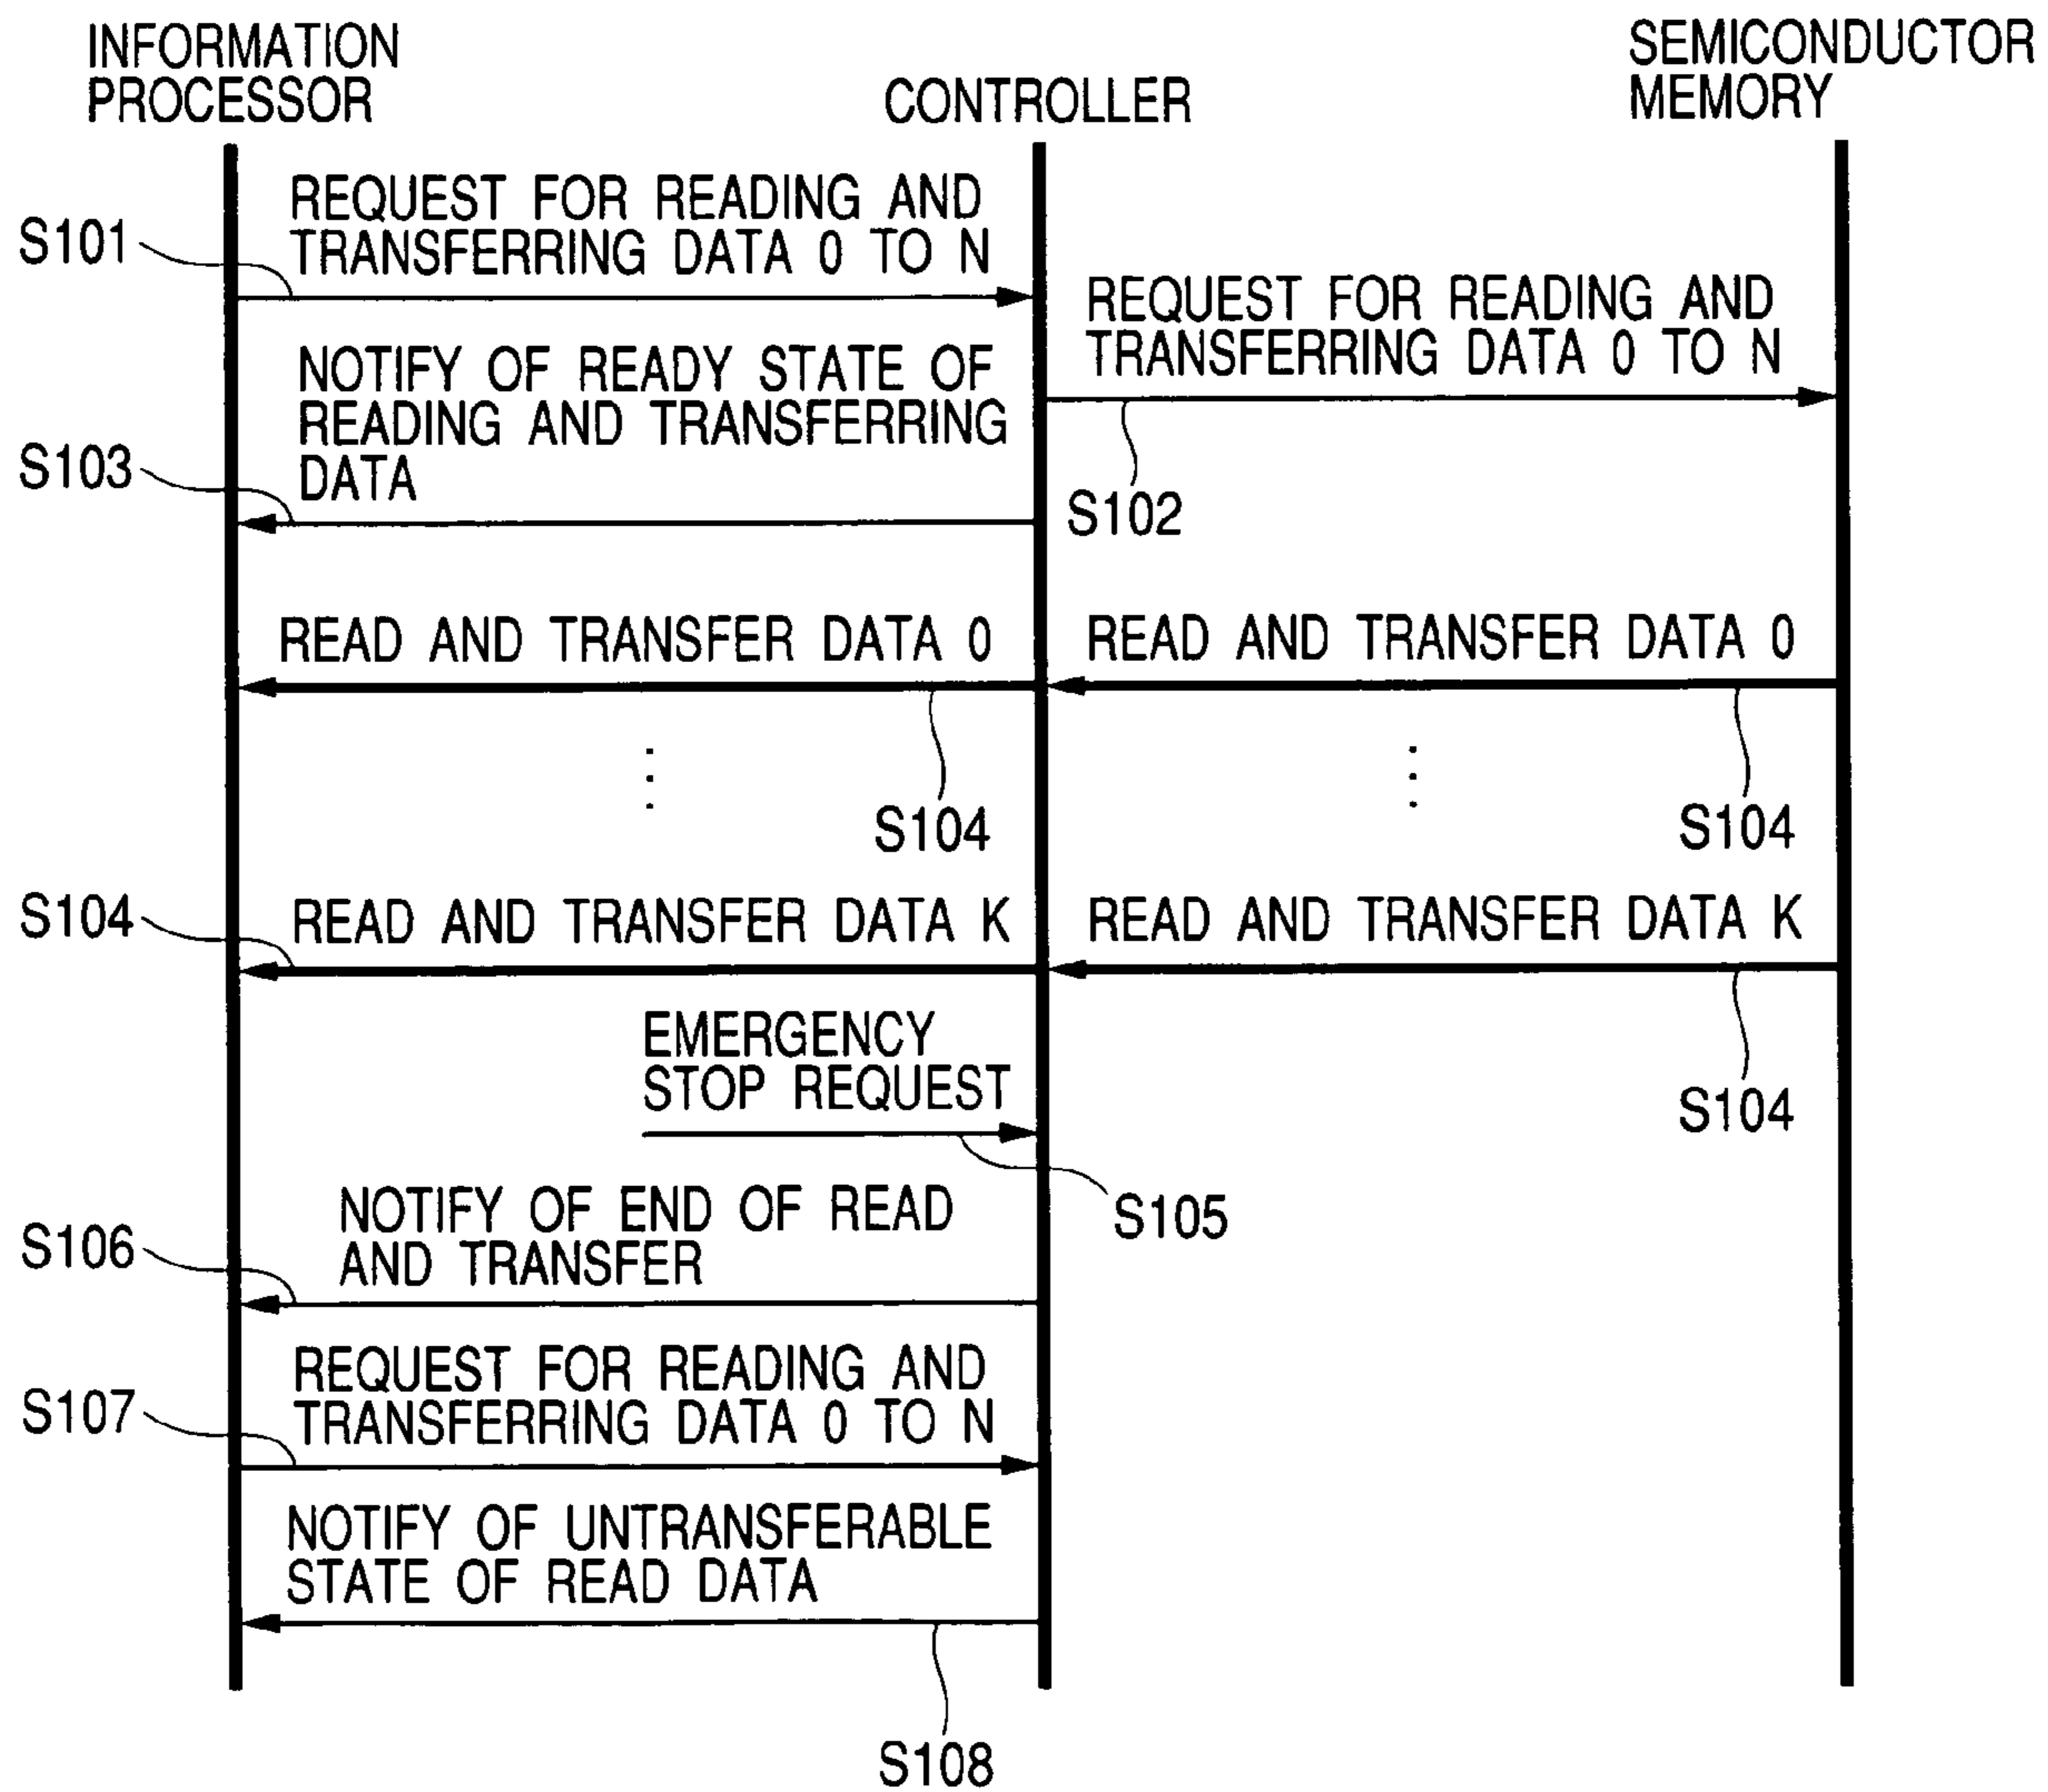 INFORMATION
PROCESSOR
CONTROLLER
SEMICONDUCTOR
MEMORY
REQUEST FOR READING AND
TRANSFERRING DATA 0 TO N
S101
REQUEST FOR READING AND
TRANSFERRING DATA 0 TO N
S102
NOTIFY OF READY STATE OF
READING AND TRANSFERRING
DATA
S103
READ AND TRANSFER DATA 0
READ AND TRANSFER DATA 0
S104
S104
S104
READ AND TRANSFER DATA K
READ AND TRANSFER DATA K
S104
EMERGENCY
STOP REQUEST
S105
NOTIFY OF END OF READ
AND TRANSFER
S106
REQUEST FOR READING AND
TRANSFERRING DATA 0 TO N
S107
NOTIFY OF UNTRANSFERABLE
STATE OF READ DATA
S108